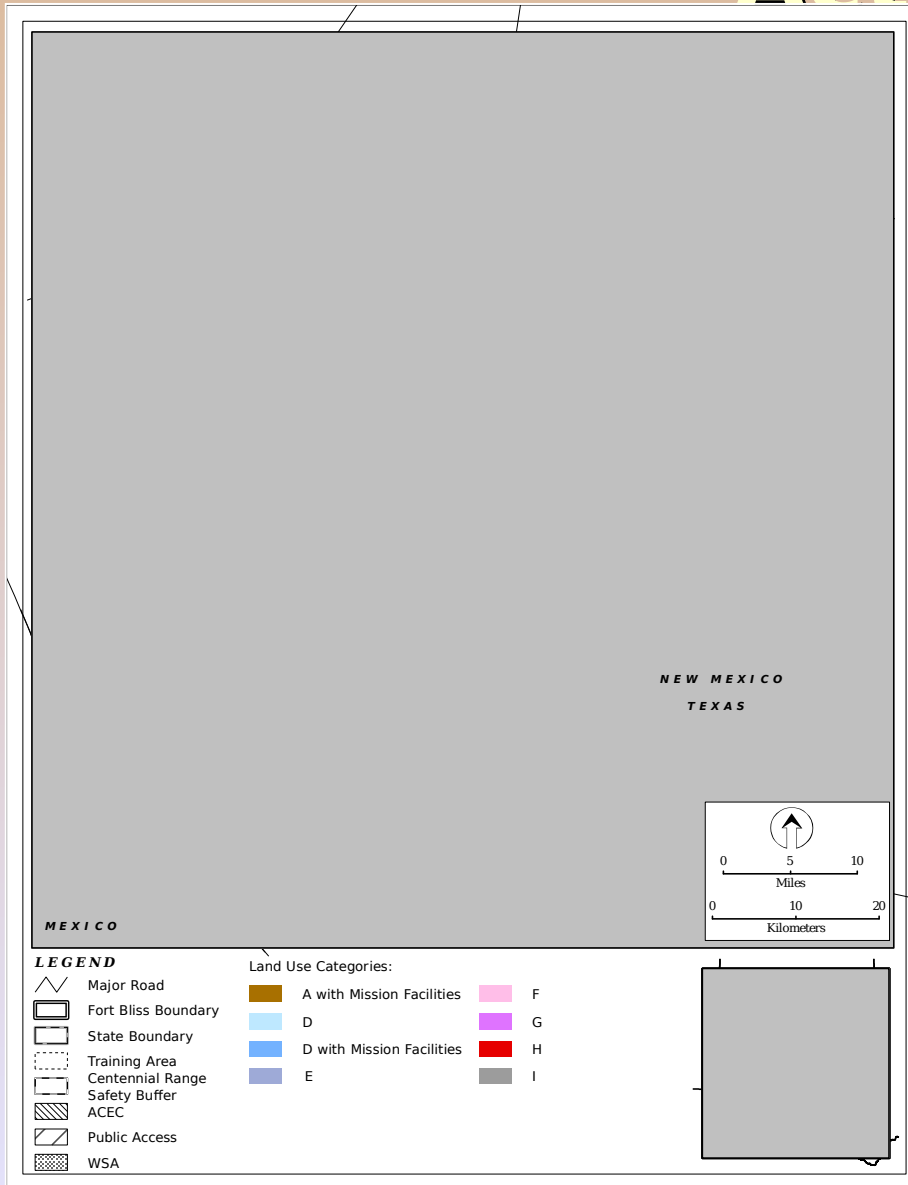 NEW MEXICO
TEXAS
0 5 10
Miles
0 10 20
Kilometers
MEXICO
LEGEND
Major Road
Fort Bliss Boundary
State Boundary
Training Area
Centennial Range
Safety Buffer
ACEC
Public Access
WSA
Land Use Categories:
A with Mission Facilities
D
D with Mission Facilities
E
F
G
H
I